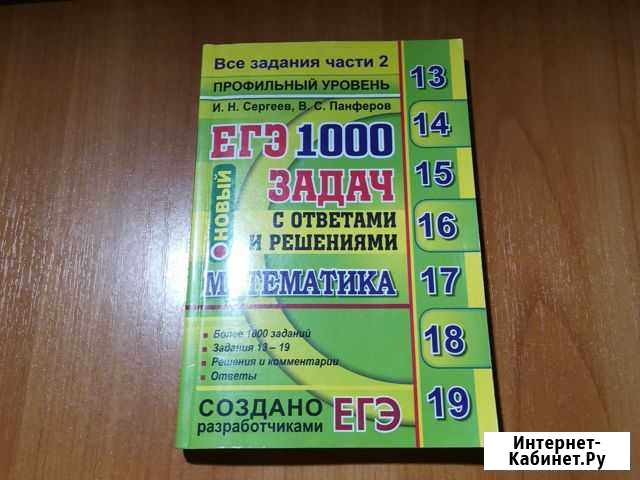 Все задания части 2
ПРОФИЛЬНЫЙ УРОВЕНЬ
И. Н. Сергеев, В. С. Панферов
ЕГЭ 1000
ЗАДАЧ
НОВЫЙ
С ОТВЕТАМИ
И РЕШЕНИЯМИ
МАТЕМАТИКА
Более 1000 заданий
Задания 13 – 19
Решения и комментарии
Ответы
СОЗДАНО
разработчиками
ЕГЭ
13
14
15
16
17
18
19
Интернет-
Кабинет.Ру